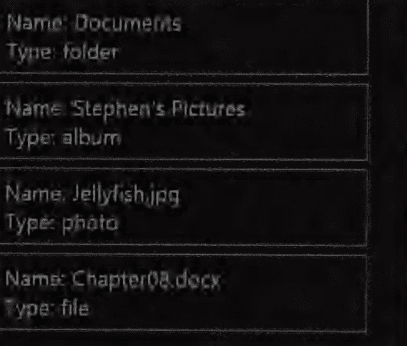 Name: Documents
Type: folder
Name: Stephen's Pictures
Type: album
Name: Jellyfish.jpg
Type: photo
Name: Chapter08.docx
Type: file